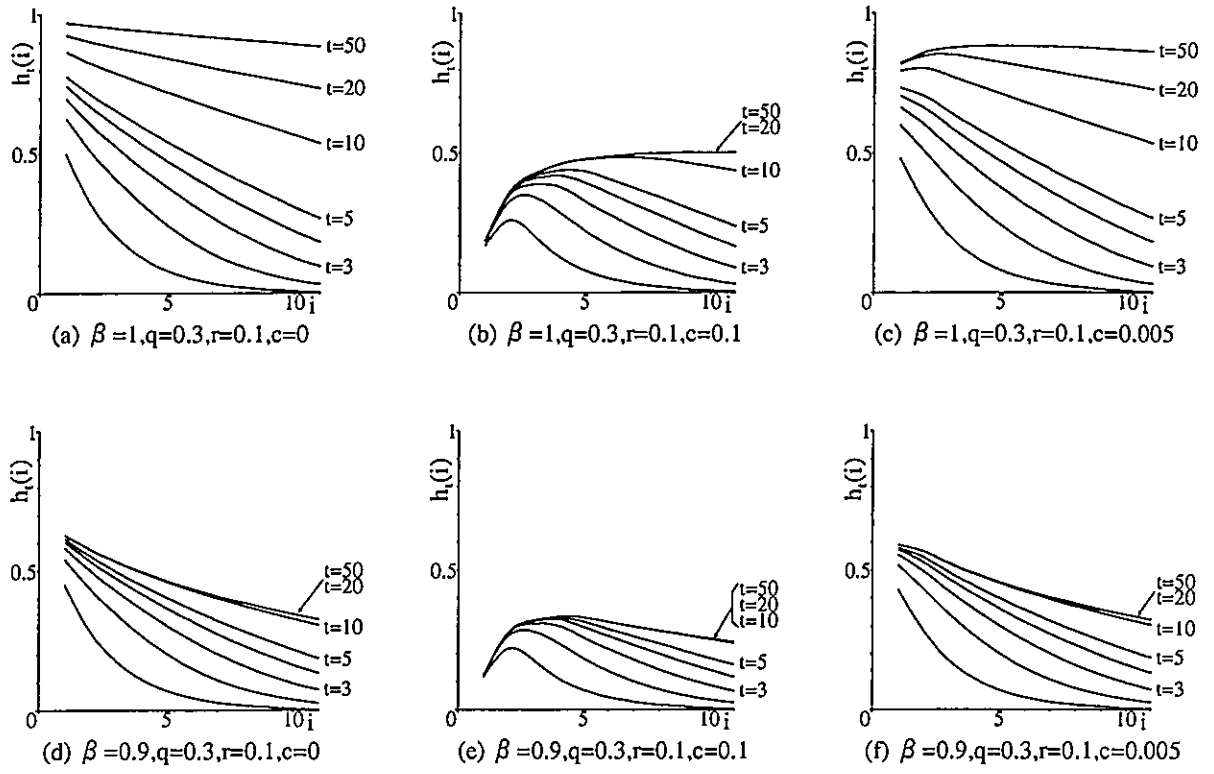 1
h_t(i)
0.5
0
5
10 i
t=50
t=20
t=10
t=5
t=3
(a) β=1,q=0.3,r=0.1,c=0
1
h_t(i)
0.5
0
5
10 i
t=50
t=20
t=10
t=5
t=3
(b) β=1,q=0.3,r=0.1,c=0.1
1
h_t(i)
0.5
0
5
10 i
t=50
t=20
t=10
t=5
t=3
(c) β=1,q=0.3,r=0.1,c=0.005
1
h_t(i)
0.5
0
5
10 i
t=50
t=20
t=10
t=5
t=3
(d) β=0.9,q=0.3,r=0.1,c=0
1
h_t(i)
0.5
0
5
10 i
t=50
t=20
t=10
t=5
t=3
(e) β=0.9,q=0.3,r=0.1,c=0.1
1
h_t(i)
0.5
0
5
10 i
t=50
t=20
t=10
t=5
t=3
(f) β=0.9,q=0.3,r=0.1,c=0.005